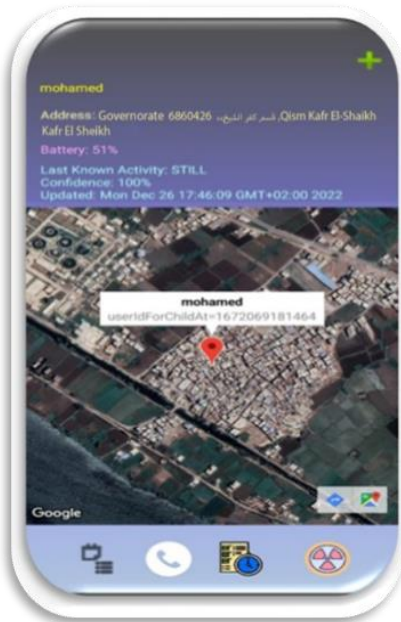 mohamed
Address: Governorate 6860426 قسم كفر الشيخ،, Qism Kafr El-Shaikh
Kafr El Sheikh
Battery: 51%
Last Known Activity: STILL
Confidence: 100%
Updated: Mon Dec 26 17:46:09 GMT+02:00 2022
mohamed
userIdForChildAt=1672069181464
Google